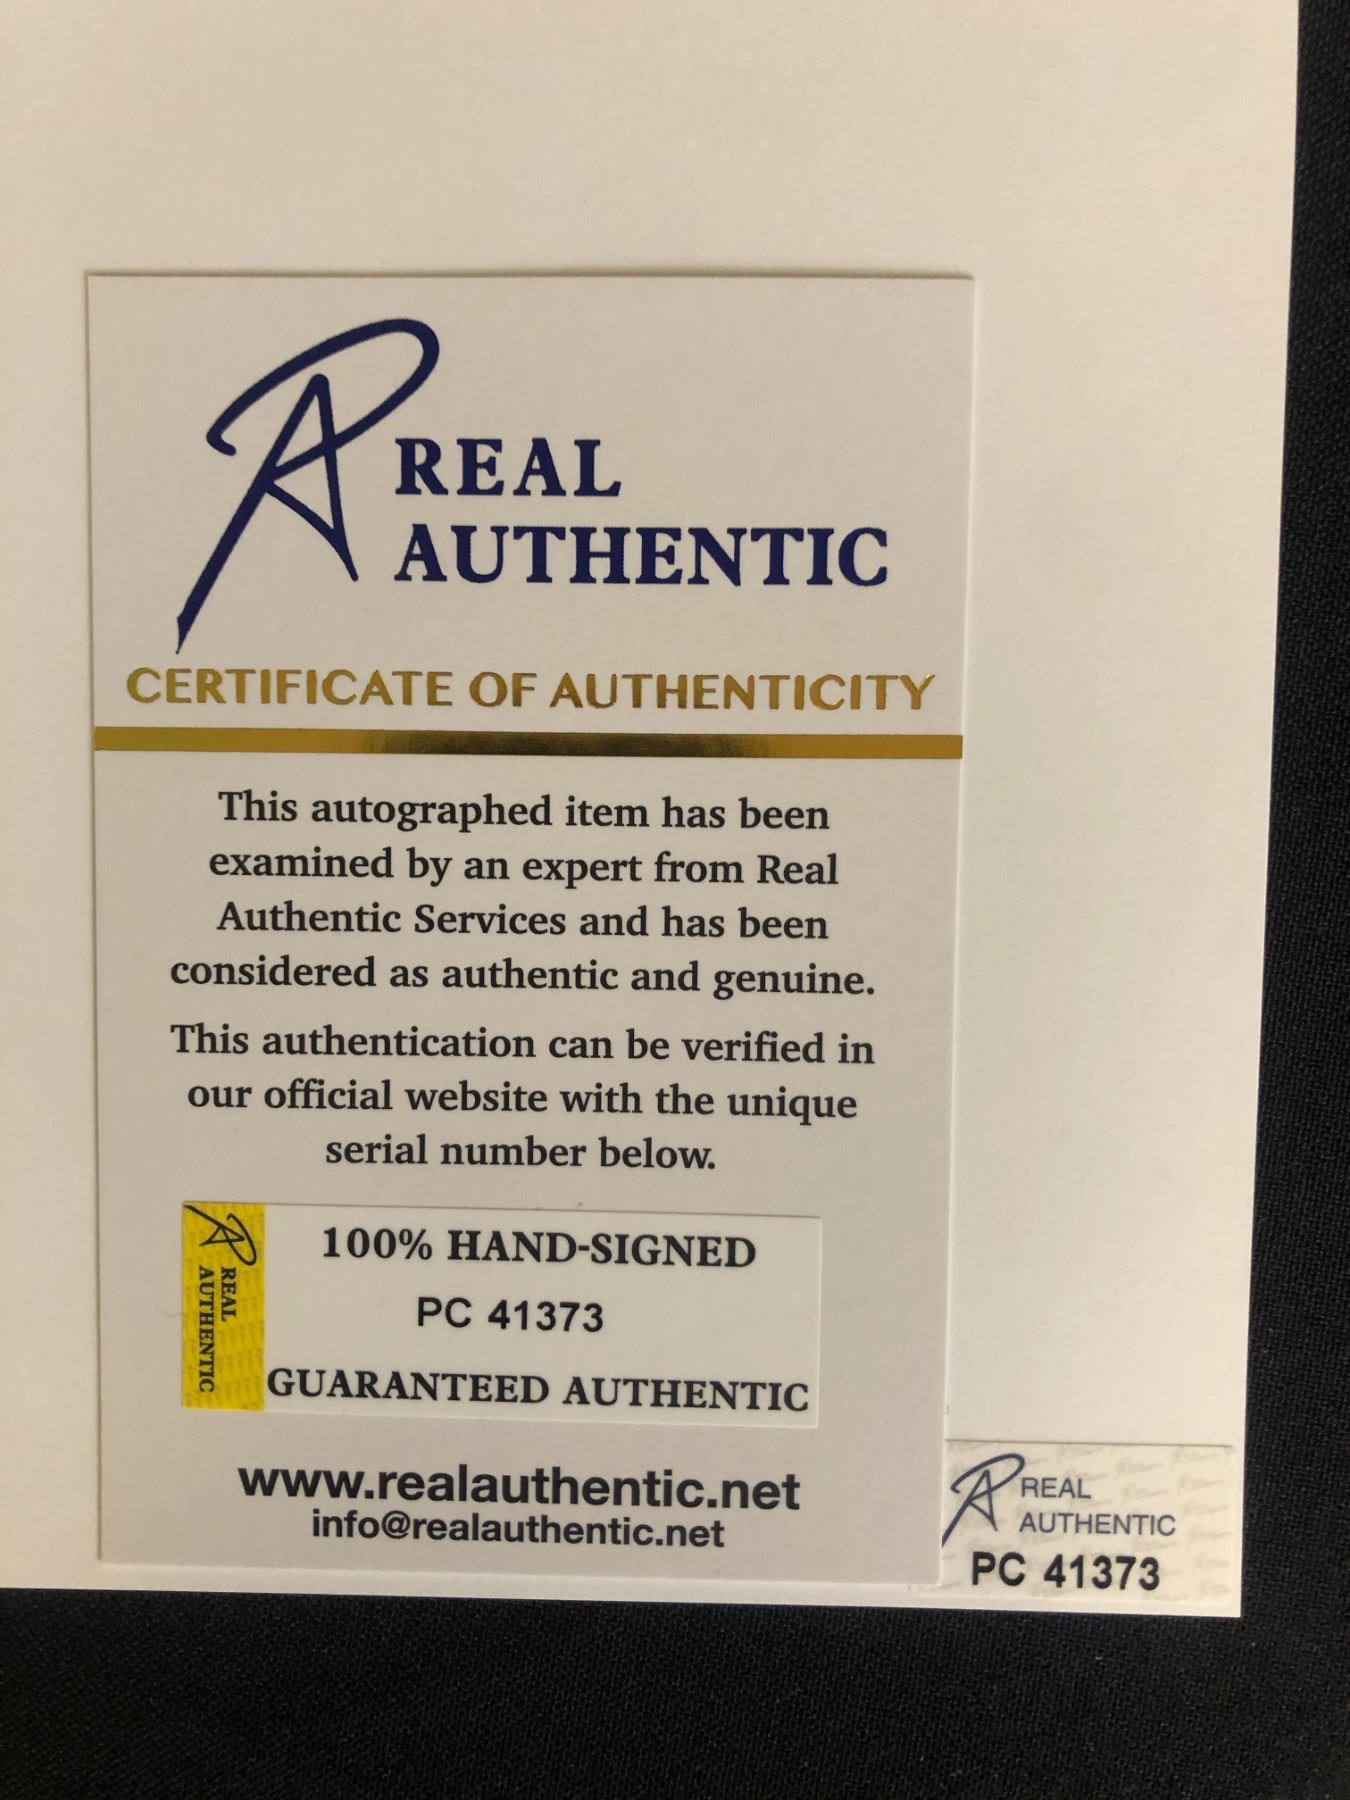 REAL
AUTHENTIC
CERTIFICATE OF AUTHENTICITY
This autographed item has been
examined by an expert from Real
Authentic Services and has been
considered as authentic and genuine.
This authentication can be verified in
our official website with the unique
serial number below.
REAL
AUTHENTIC
100% HAND-SIGNED
PC 41373
GUARANTEED AUTHENTIC
www.realauthentic.net
info@realauthentic.net
REAL
AUTHENTIC
PC 41373